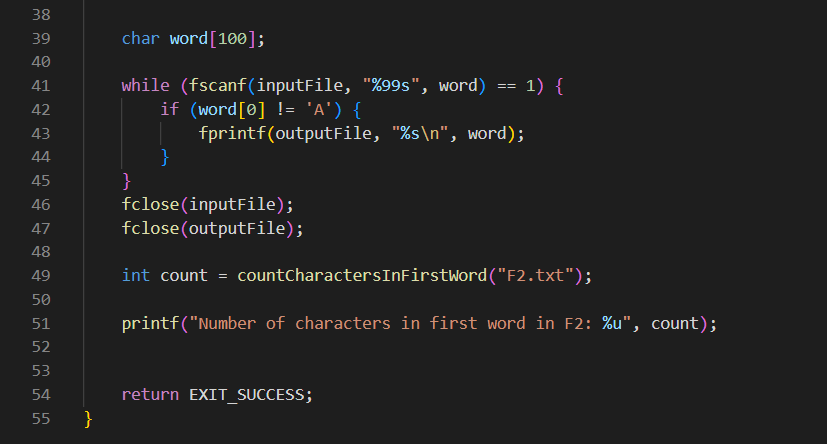 38
39 char word[100];
40
41 while (fscanf(inputFile, "%99s", word) == 1) {
42 if (word[0] != 'A') {
43 fprintf(outputFile, "%s\n", word);
44 }
45 }
46 fclose(inputFile);
47 fclose(outputFile);
48
49 int count = countCharactersInFirstWord("F2.txt");
50
51 printf("Number of characters in first word in F2: %u", count);
52
53
54 return EXIT_SUCCESS;
55 }